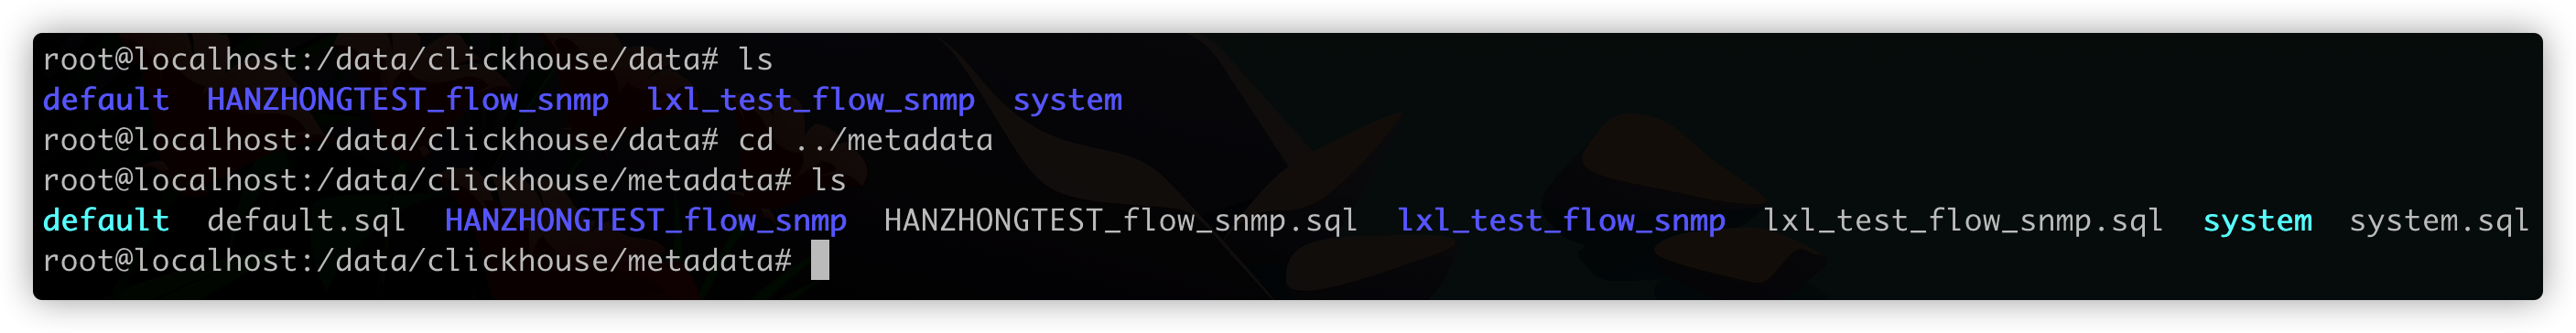 root@localhost:/data/clickhouse/data# ls
default  HANZHONGTEST_flow_snmp  lxl_test_flow_snmp  system
root@localhost:/data/clickhouse/data# cd ../metadata
root@localhost:/data/clickhouse/metadata# ls
default  default.sql  HANZHONGTEST_flow_snmp  HANZHONGTEST_flow_snmp.sql  lxl_test_flow_snmp  lxl_test_flow_snmp.sql  system  system.sql
root@localhost:/data/clickhouse/metadata#